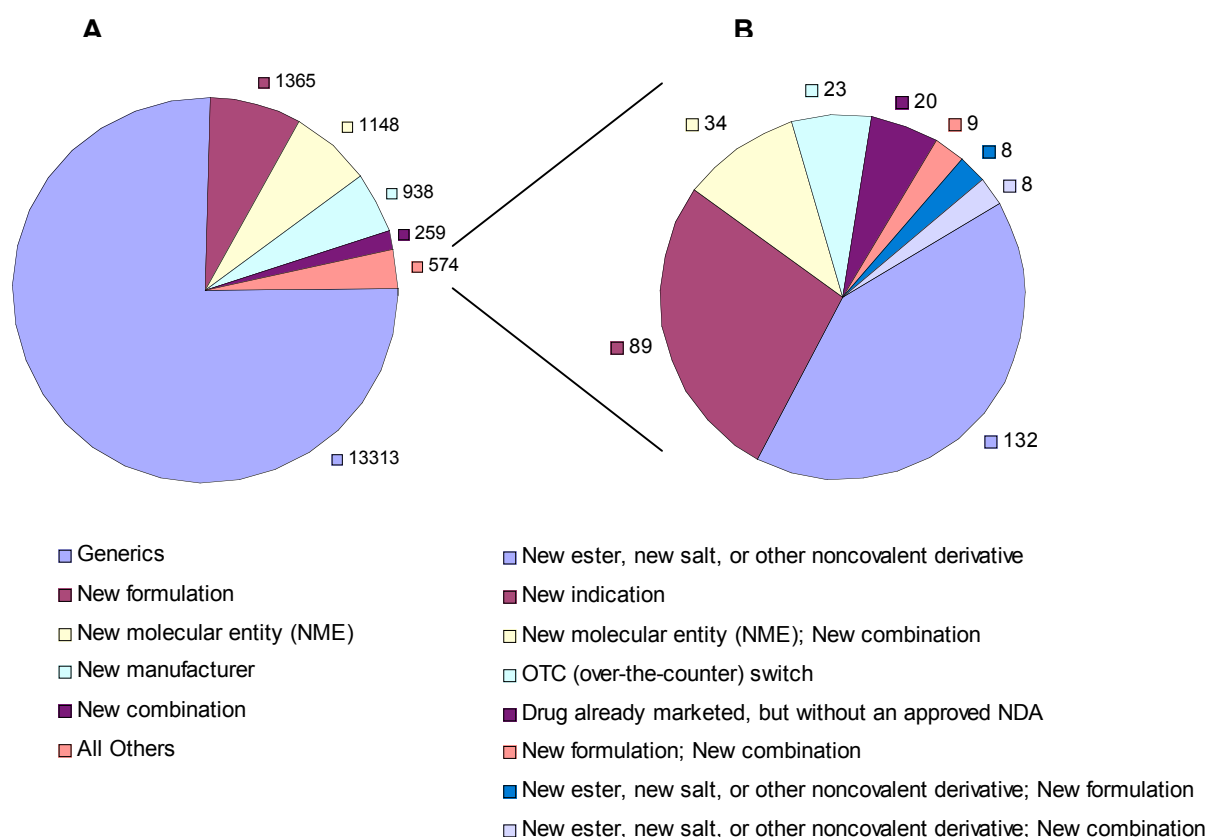 A
B
1365
1148
938
259
574
13313
23
20
34
9
8
8
89
132
Generics
New formulation
New molecular entity (NME)
New manufacturer
New combination
All Others
New ester, new salt, or other noncovalent derivative
New indication
New molecular entity (NME); New combination
OTC (over-the-counter) switch
Drug already marketed, but without an approved NDA
New formulation; New combination
New ester, new salt, or other noncovalent derivative; New formulation
New ester, new salt, or other noncovalent derivative; New combination